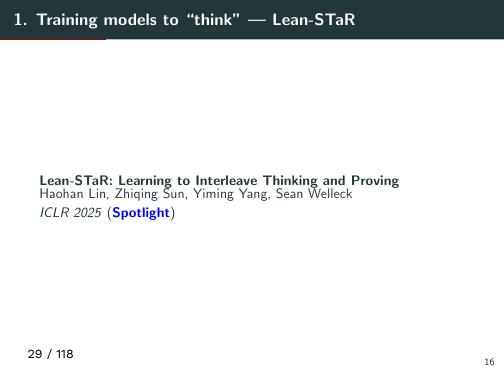 1. Training models to “think” — Lean-STaR
Lean-STaR: Learning to Interleave Thinking and Proving
Haohan Lin, Zhiqing Sun, Yiming Yang, Sean Welleck
ICLR 2025 (Spotlight)
29 / 118
16